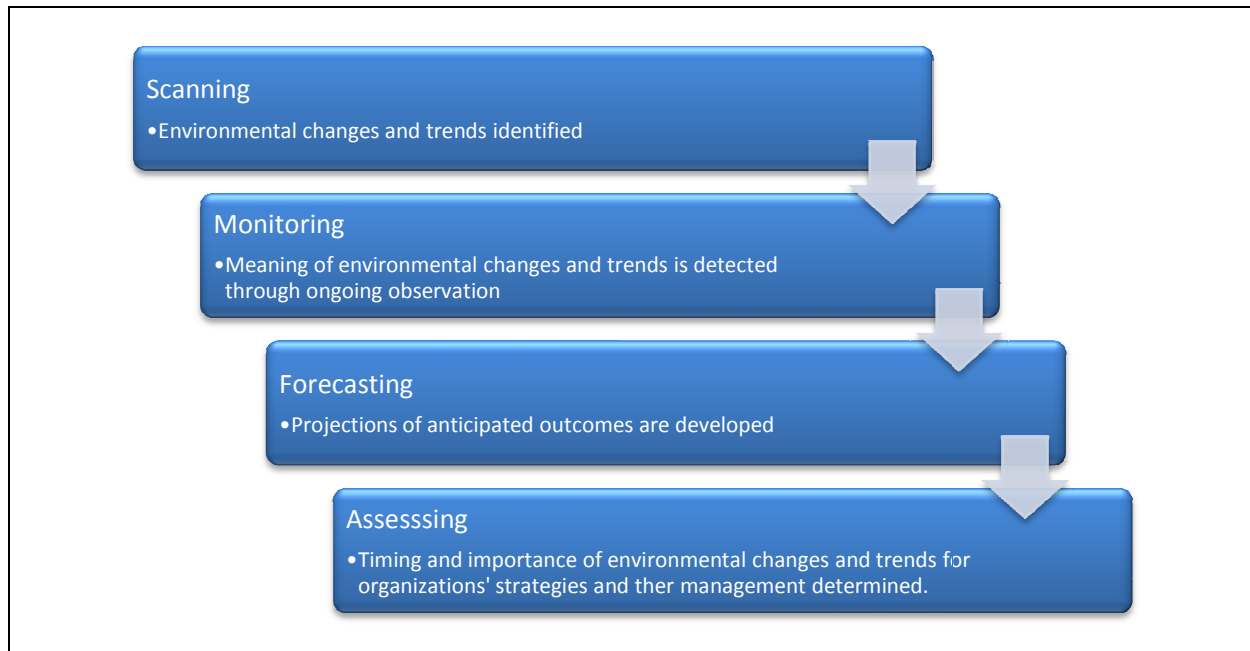 Scanning
•Environmental changes and trends identified
Monitoring
•Meaning of environmental changes and trends is detected
through ongoing observation
Forecasting
•Projections of anticipated outcomes are developed
Assesssing
•Timing and importance of environmental changes and trends for
organizations' strategies and ther management determined.